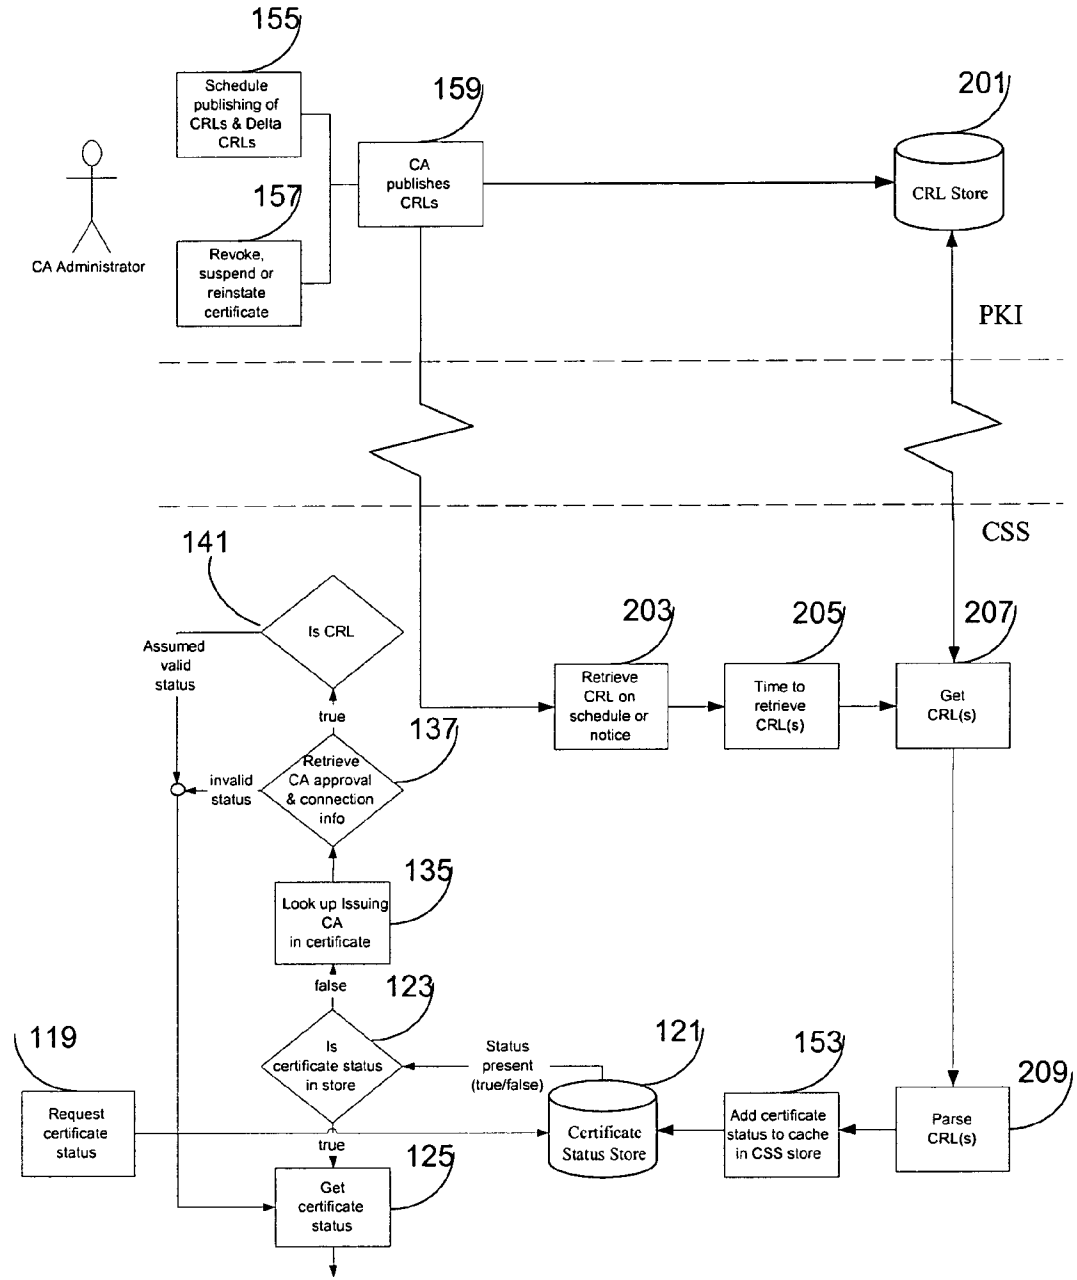 155
Schedule
publishing of
CRLs & Delta
CRLs
159
CA
publishes
CRLs
201
CRL Store
CA Administrator
157
Revoke,
suspend or
reinstate
certificate
PKI
CSS
141
Is CRL
Assumed
valid
status
true
137
Retrieve
CA approval
& connection
info
invalid
status
203
Retrieve
CRL on
schedule or
notice
205
Time to
retrieve
CRL(s)
207
Get
CRL(s)
135
Look up Issuing
CA
in certificate
false
123
Is
certificate status
in store
Status
present
(true/false)
121
Certificate
Status Store
153
Add certificate
status to cache
in CSS store
209
Parse
CRL(s)
119
Request
certificate
status
true
125
Get
certificate
status